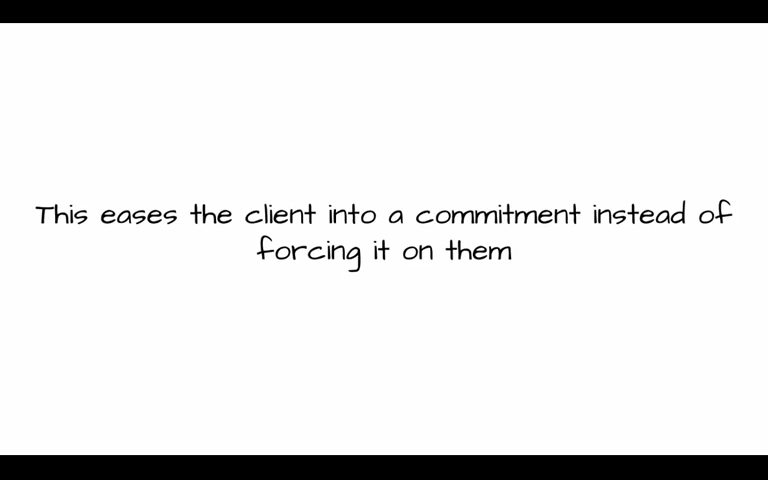 This eases the client into a commitment instead of
forcing it on them